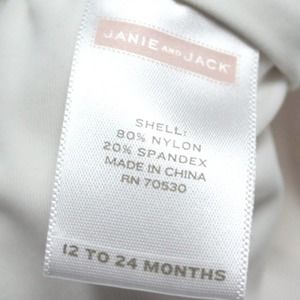 JANIE AND JACK®
SHELL:
80% NYLON
20% SPANDEX
MADE IN CHINA
RN 70530
12 TO 24 MONTHS